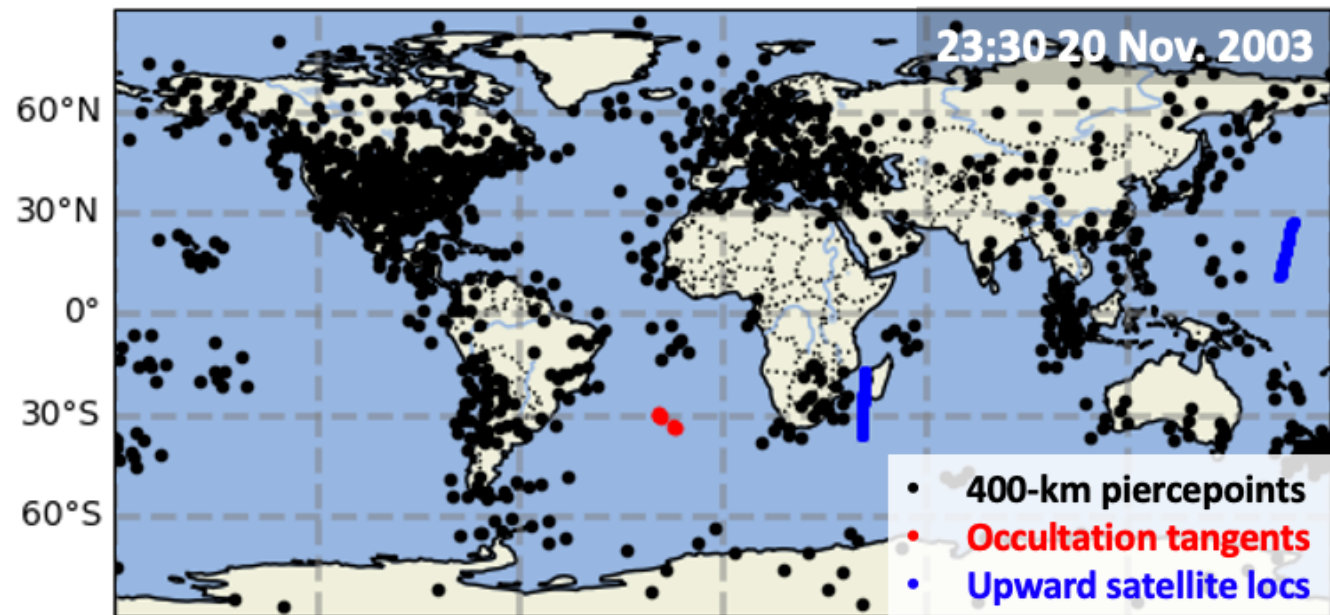 23:30 20 Nov. 2003
60°N
30°N
0°
30°S
60°S
400-km piercepoints
Occultation tangents
Upward satellite locs